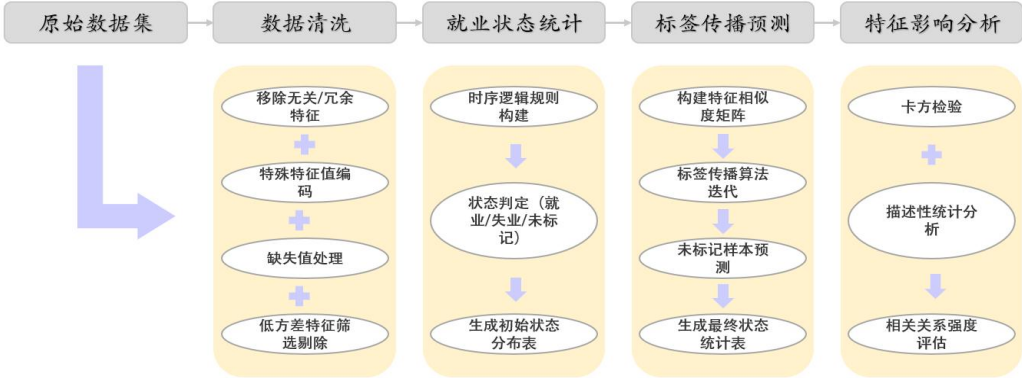 原始数据集
数据清洗
就业状态统计
标签传播预测
特征影响分析
移除无关/冗余
特征
特殊特征值编
码
缺失值处理
低方差特征筛
选剔除
时序逻辑规则
构建
状态判定（就
业/失业/未标
记）
生成初始状态
分布表
构建特征相似
度矩阵
标签传播算法
迭代
未标记样本预
测
生成最终状态
统计表
卡方检验
描述性统计分
析
相关关系强度
评估